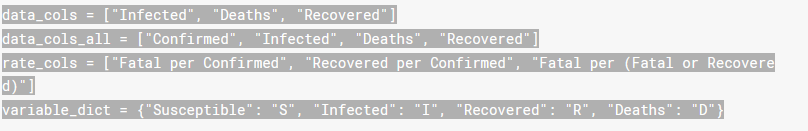 data_cols = ["Infected", "Deaths", "Recovered"]
data_cols_all = ["Confirmed", "Infected", "Deaths", "Recovered"]
rate_cols = ["Fatal per Confirmed", "Recovered per Confirmed", "Fatal per (Fatal or Recovere
d)"]
variable_dict = {"Susceptible": "S", "Infected": "I", "Recovered": "R", "Deaths": "D"}